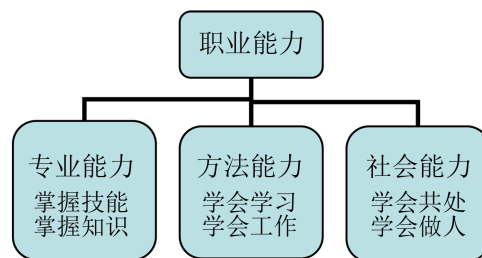 职业能力
专业能力
掌握技能
掌握知识
方法能力
学会学习
学会工作
社会能力
学会共处
学会做人